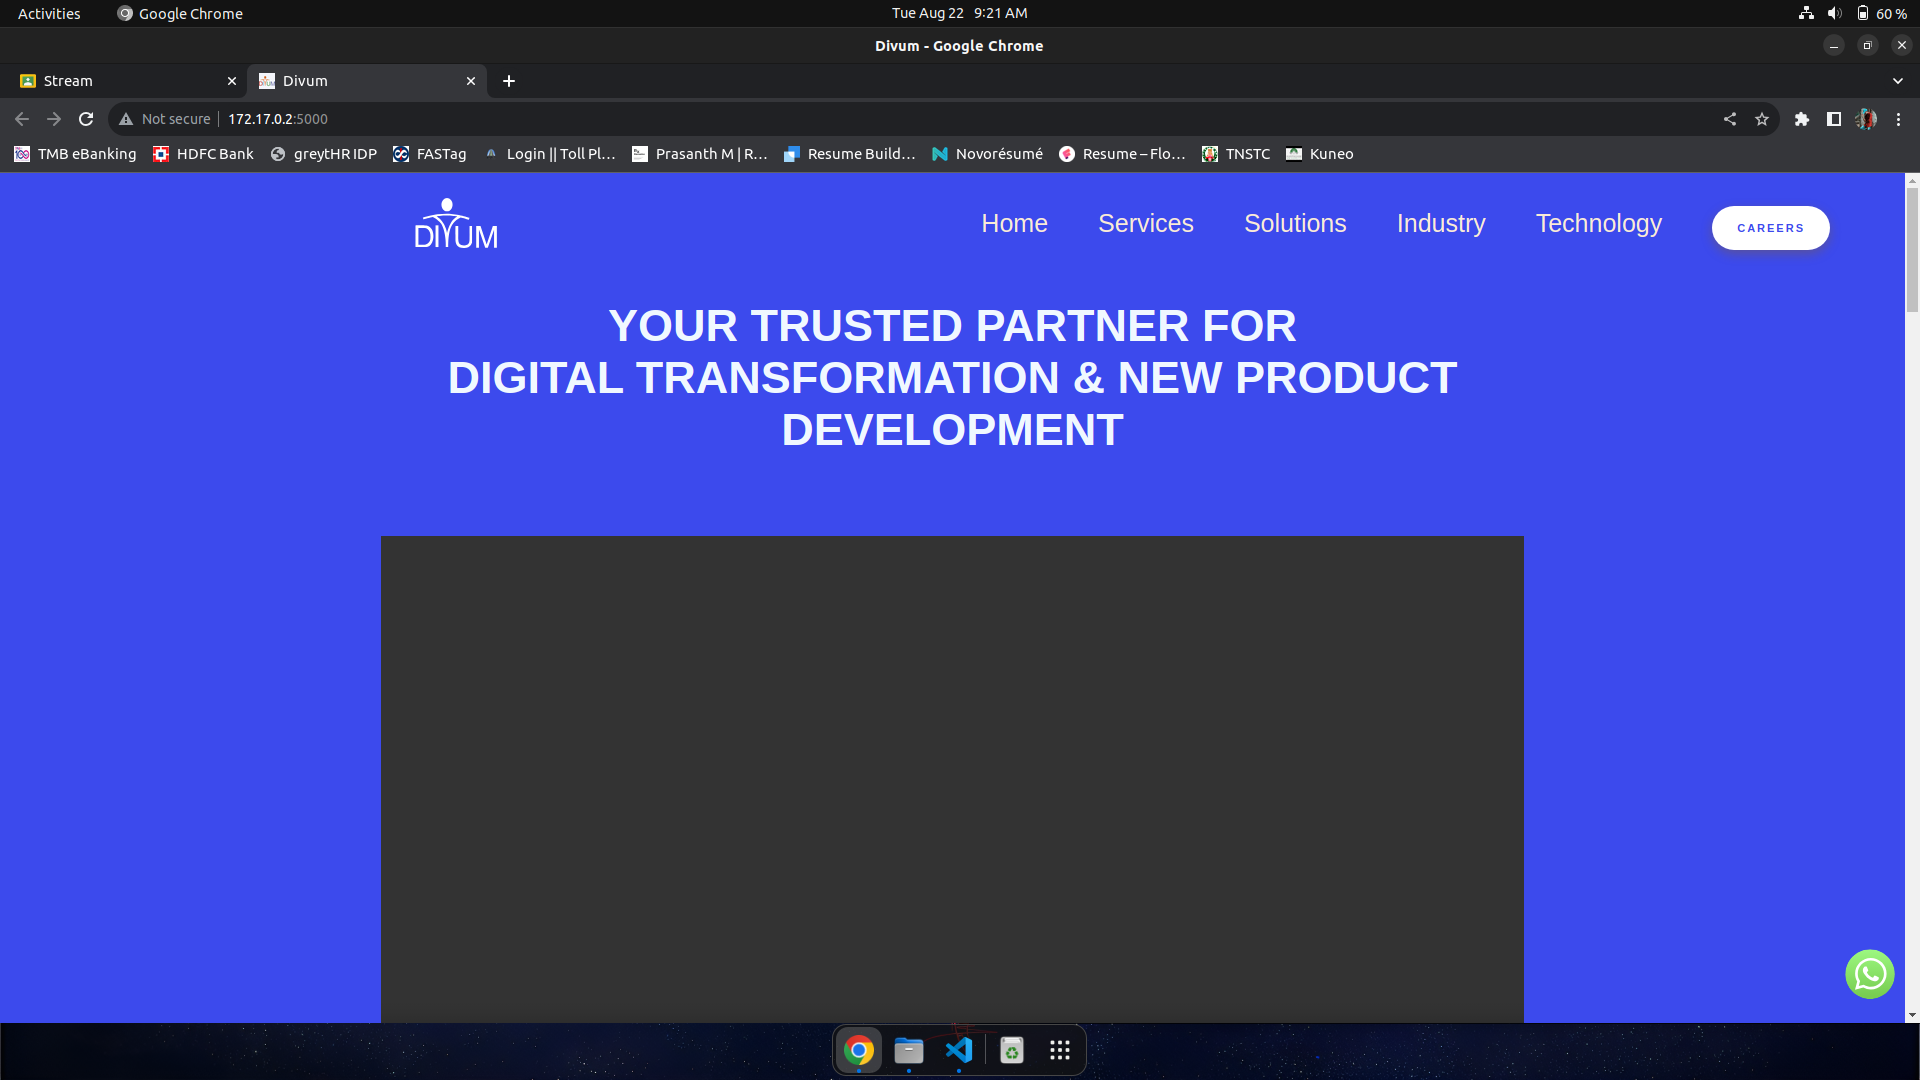 Activities
Google Chrome
Tue Aug 22 9:21 AM
60 %
Divum - Google Chrome
Stream
Divum
Not secure
172.17.0.2:5000
TMB eBanking
HDFC Bank
greytHR IDP
FASTag
Login || Toll Pl…
Prasanth M | R…
Resume Build…
Novorésumé
Resume – Flo…
TNSTC
Kuneo
DIVUM
Home
Services
Solutions
Industry
Technology
CAREERS
YOUR TRUSTED PARTNER FOR
DIGITAL TRANSFORMATION & NEW PRODUCT
DEVELOPMENT